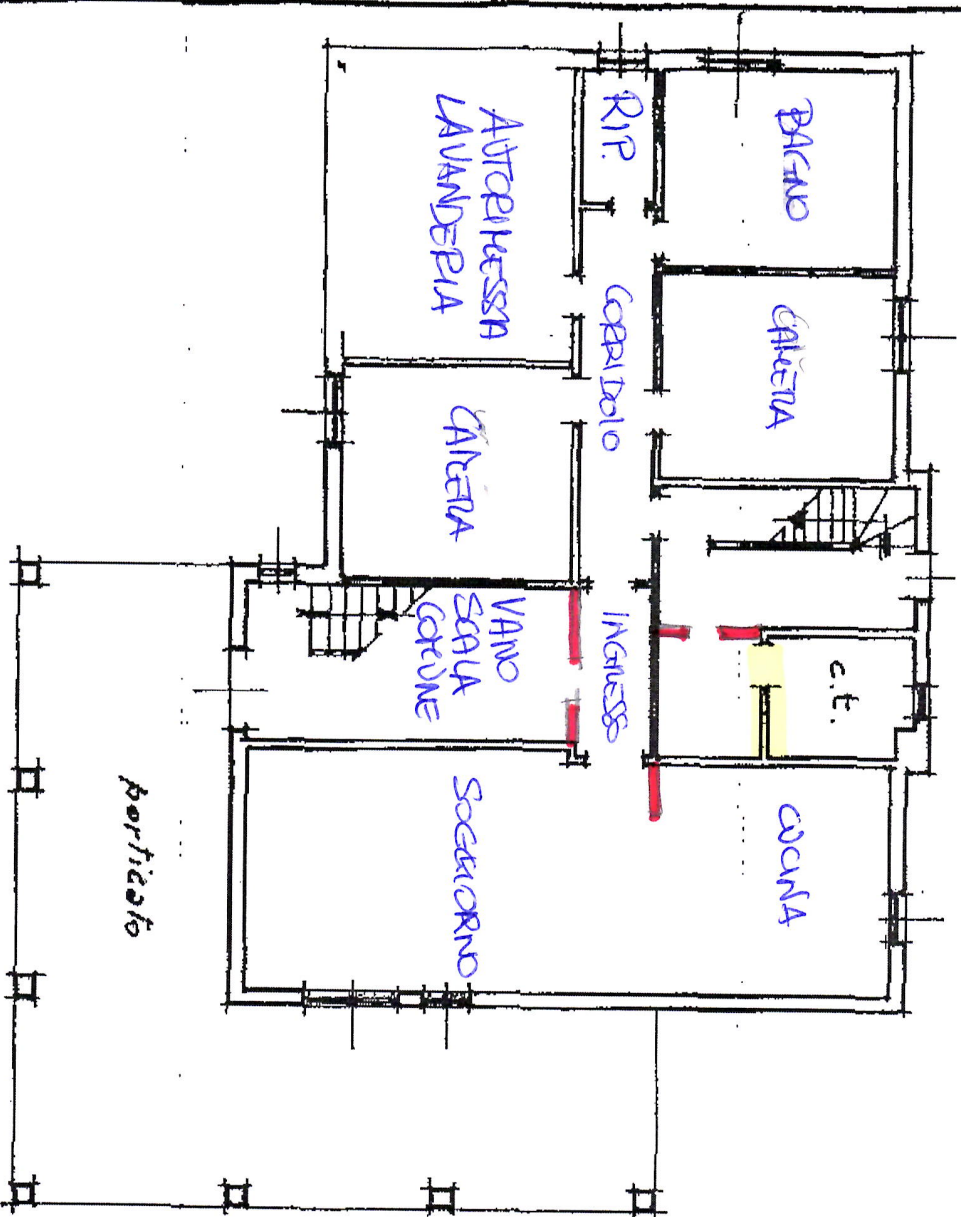 BAGNO
CAMERA
c.t.
CUCINA
RIP.
CORRIDOIO
INGRESSO
AUTORIMESSA
LAVANDERIA
CAMERA
VANO
SCALA
COMUNE
SOGGIORNO
porticato